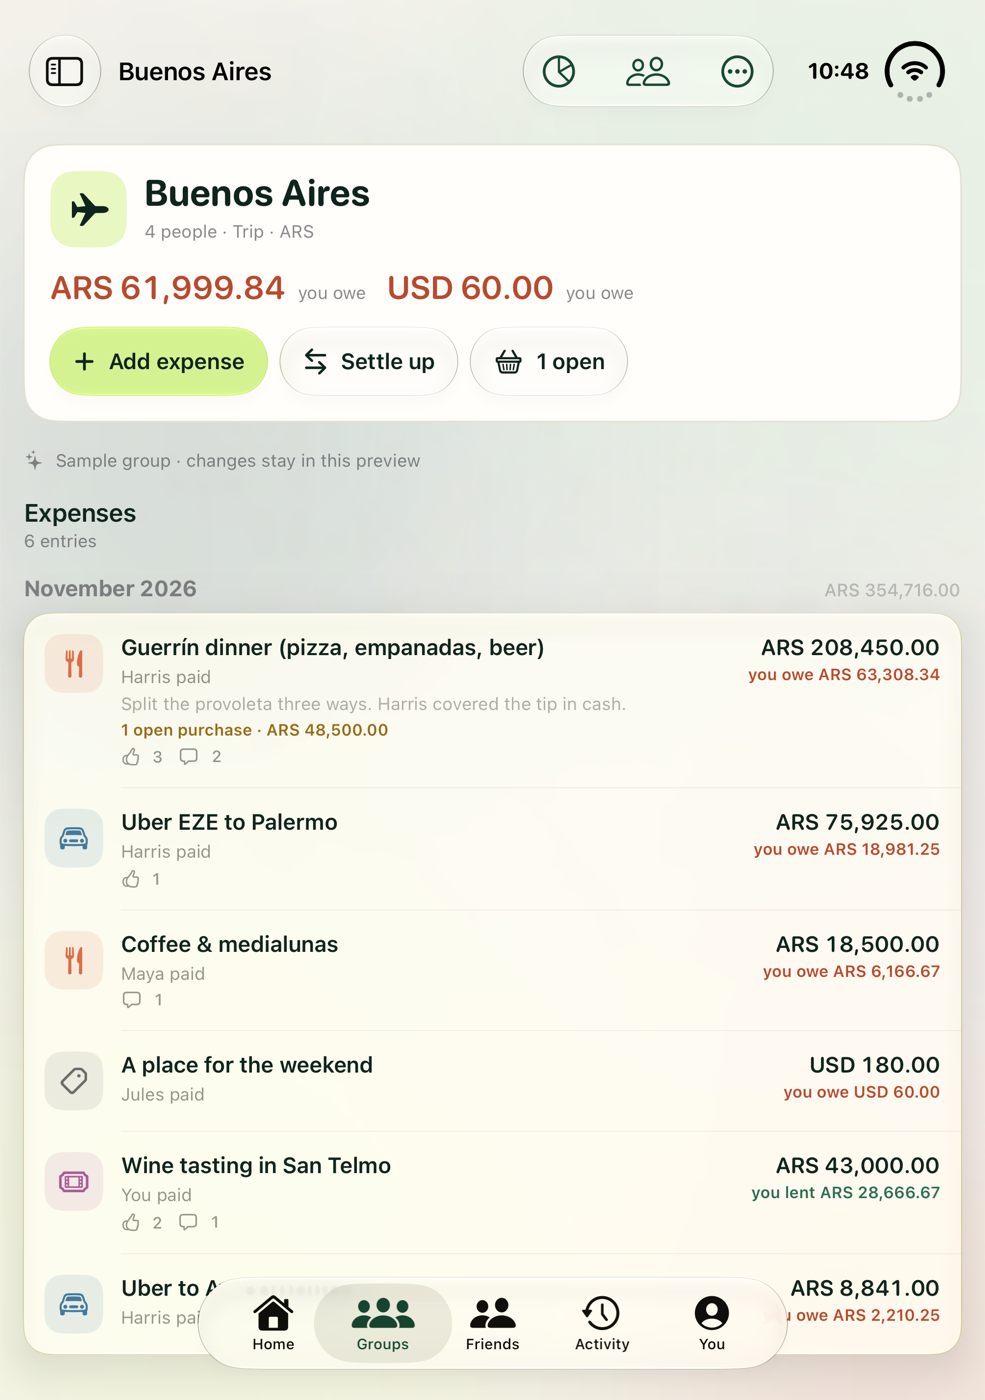 Buenos Aires
10:48
Buenos Aires
4 people · Trip · ARS
ARS 61,999.84 you owe USD 60.00 you owe
Add expense
Settle up
1 open
Sample group · changes stay in this preview
Expenses
6 entries
November 2026 ARS 354,716.00
Guerrín dinner (pizza, empanadas, beer) ARS 208,450.00
Harris paid you owe ARS 63,308.34
Split the provoleta three ways. Harris covered the tip in cash.
1 open purchase · ARS 48,500.00
3 2
Uber EZE to Palermo ARS 75,925.00
Harris paid you owe ARS 18,981.25
1
Coffee & medialunas ARS 18,500.00
Maya paid you owe ARS 6,166.67
1
A place for the weekend USD 180.00
Jules paid you owe USD 60.00
Wine tasting in San Telmo ARS 43,000.00
You paid you lent ARS 28,666.67
2 1
Uber to ARS 8,841.00
Harris owe ARS 2,210.25
Home Groups Friends Activity You